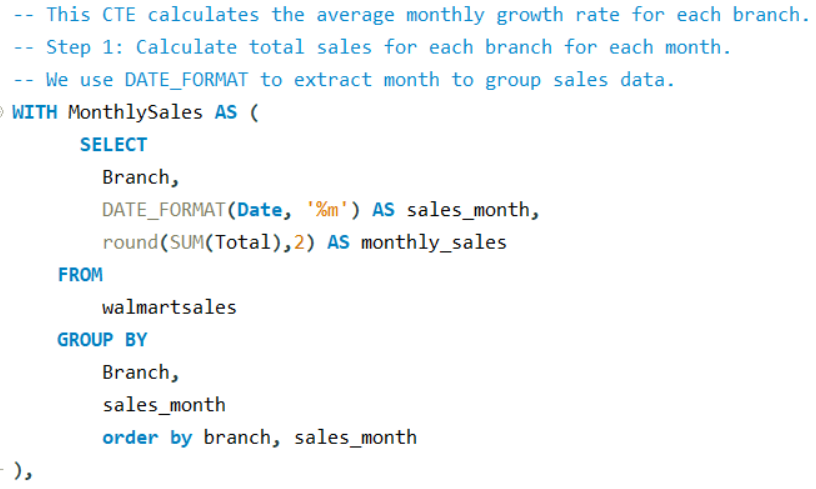 -- This CTE calculates the average monthly growth rate for each branch.
-- Step 1: Calculate total sales for each branch for each month.
-- We use DATE_FORMAT to extract month to group sales data.
WITH MonthlySales AS (
SELECT
Branch,
DATE_FORMAT(Date, '%m') AS sales_month,
round(SUM(Total),2) AS monthly_sales
FROM
walmartsales
GROUP BY
Branch,
sales_month
order by branch, sales_month
),